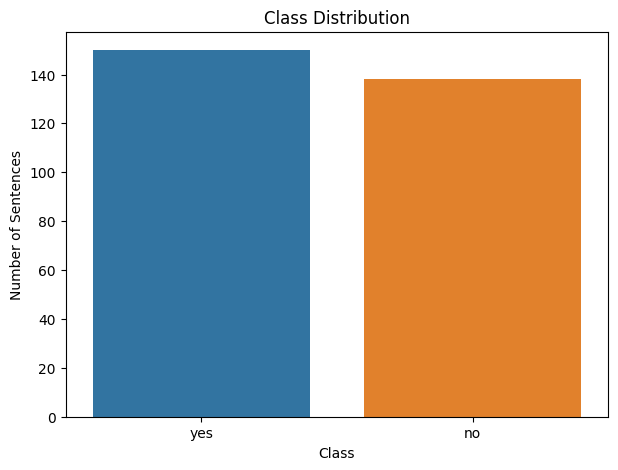 Class Distribution
Number of Sentences
140
120
100
80
60
40
20
0
yes
no
Class